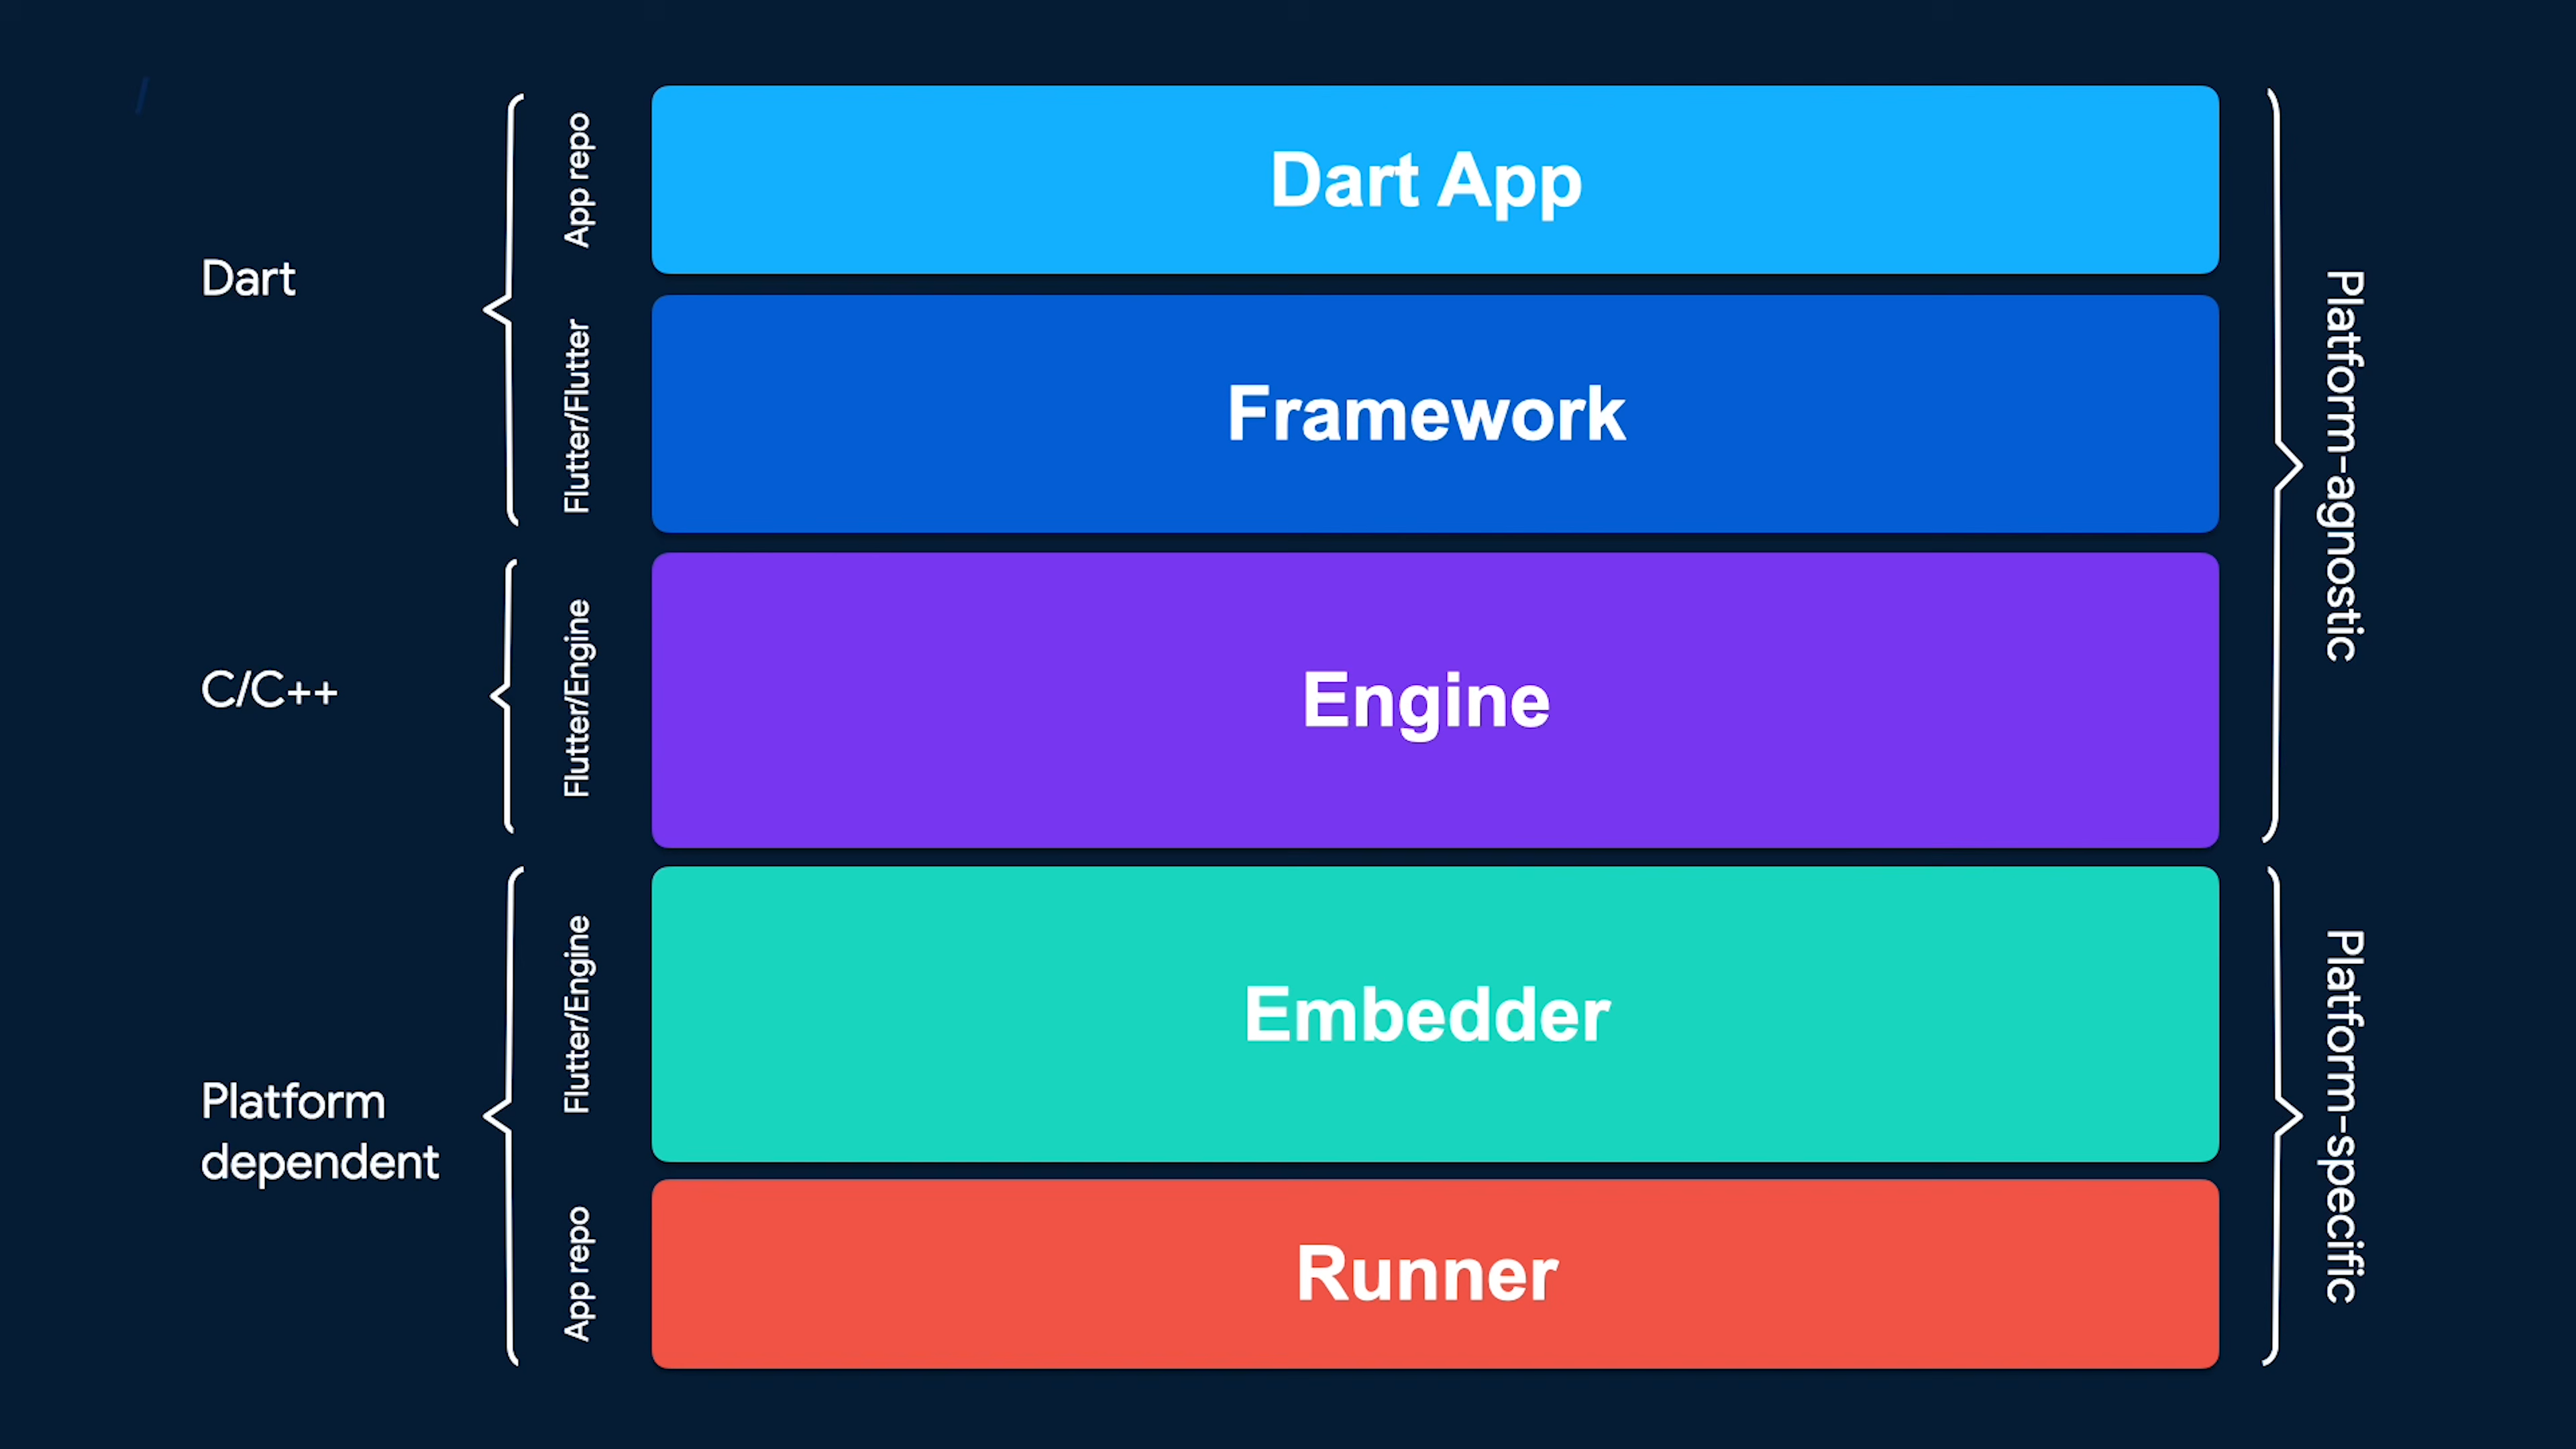 Dart
App repo
Dart App
Flutter/Flutter
Framework
C/C++
Flutter/Engine
Engine
Platform-agnostic
Platform
dependent
Flutter/Engine
Embedder
App repo
Runner
Platform-specific